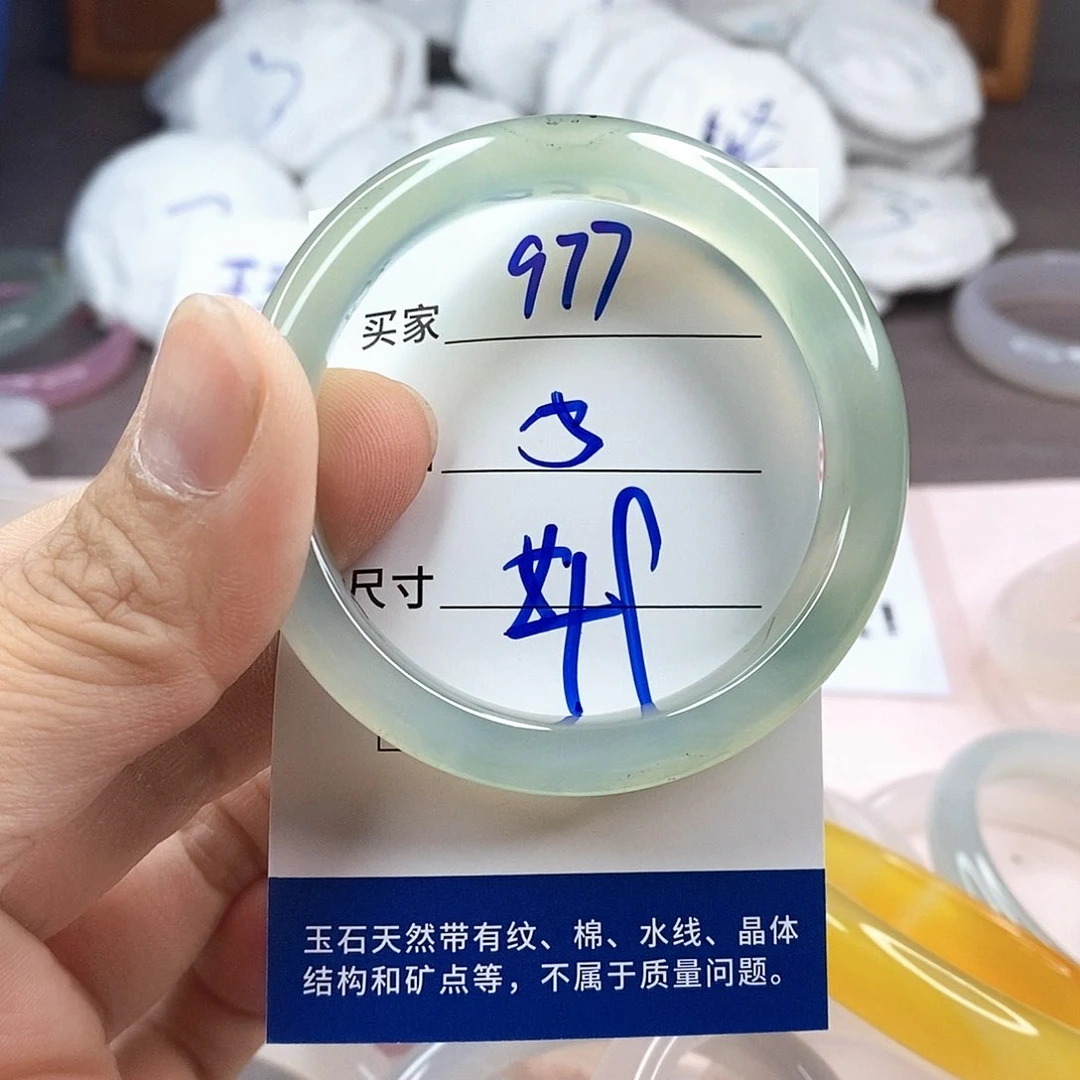 977
买家
尺寸
玉石天然带有纹、棉、水线、晶体
结构和矿点等，不属于质量问题。